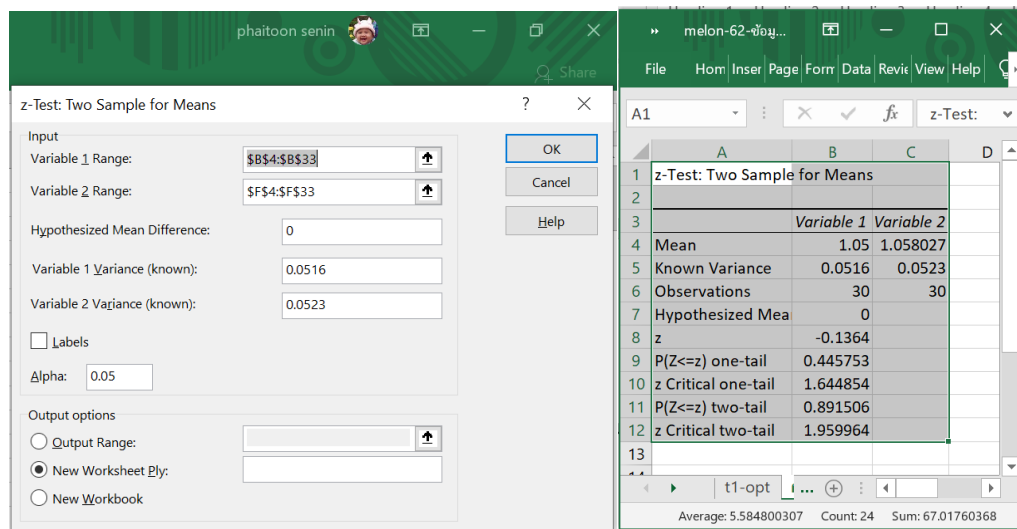 phaitoon senin
Share
z-Test: Two Sample for Means
?
Input
Variable 1 Range:
$B$4:$B$33
Variable 2 Range:
$F$4:$F$33
Hypothesized Mean Difference:
0
Variable 1 Variance (known):
0.0516
Variable 2 Variance (known):
0.0523
Labels
Alpha:
0.05
OK
Cancel
Help
Output options
Output Range:
New Worksheet Ply:
New Workbook
melon-62-ข้อมู...
File Hom Inser Page Form Data Revie View Help
A1 fx z-Test:
A B C D
1 z-Test: Two Sample for Means
2
3 Variable 1 Variable 2
4 Mean 1.05 1.058027
5 Known Variance 0.0516 0.0523
6 Observations 30 30
7 Hypothesized Mea 0
8 z -0.1364
9 P(Z<=z) one-tail 0.445753
10 z Critical one-tail 1.644854
11 P(Z<=z) two-tail 0.891506
12 z Critical two-tail 1.959964
13
t1-opt ...
Average: 5.584800307 Count: 24 Sum: 67.01760368